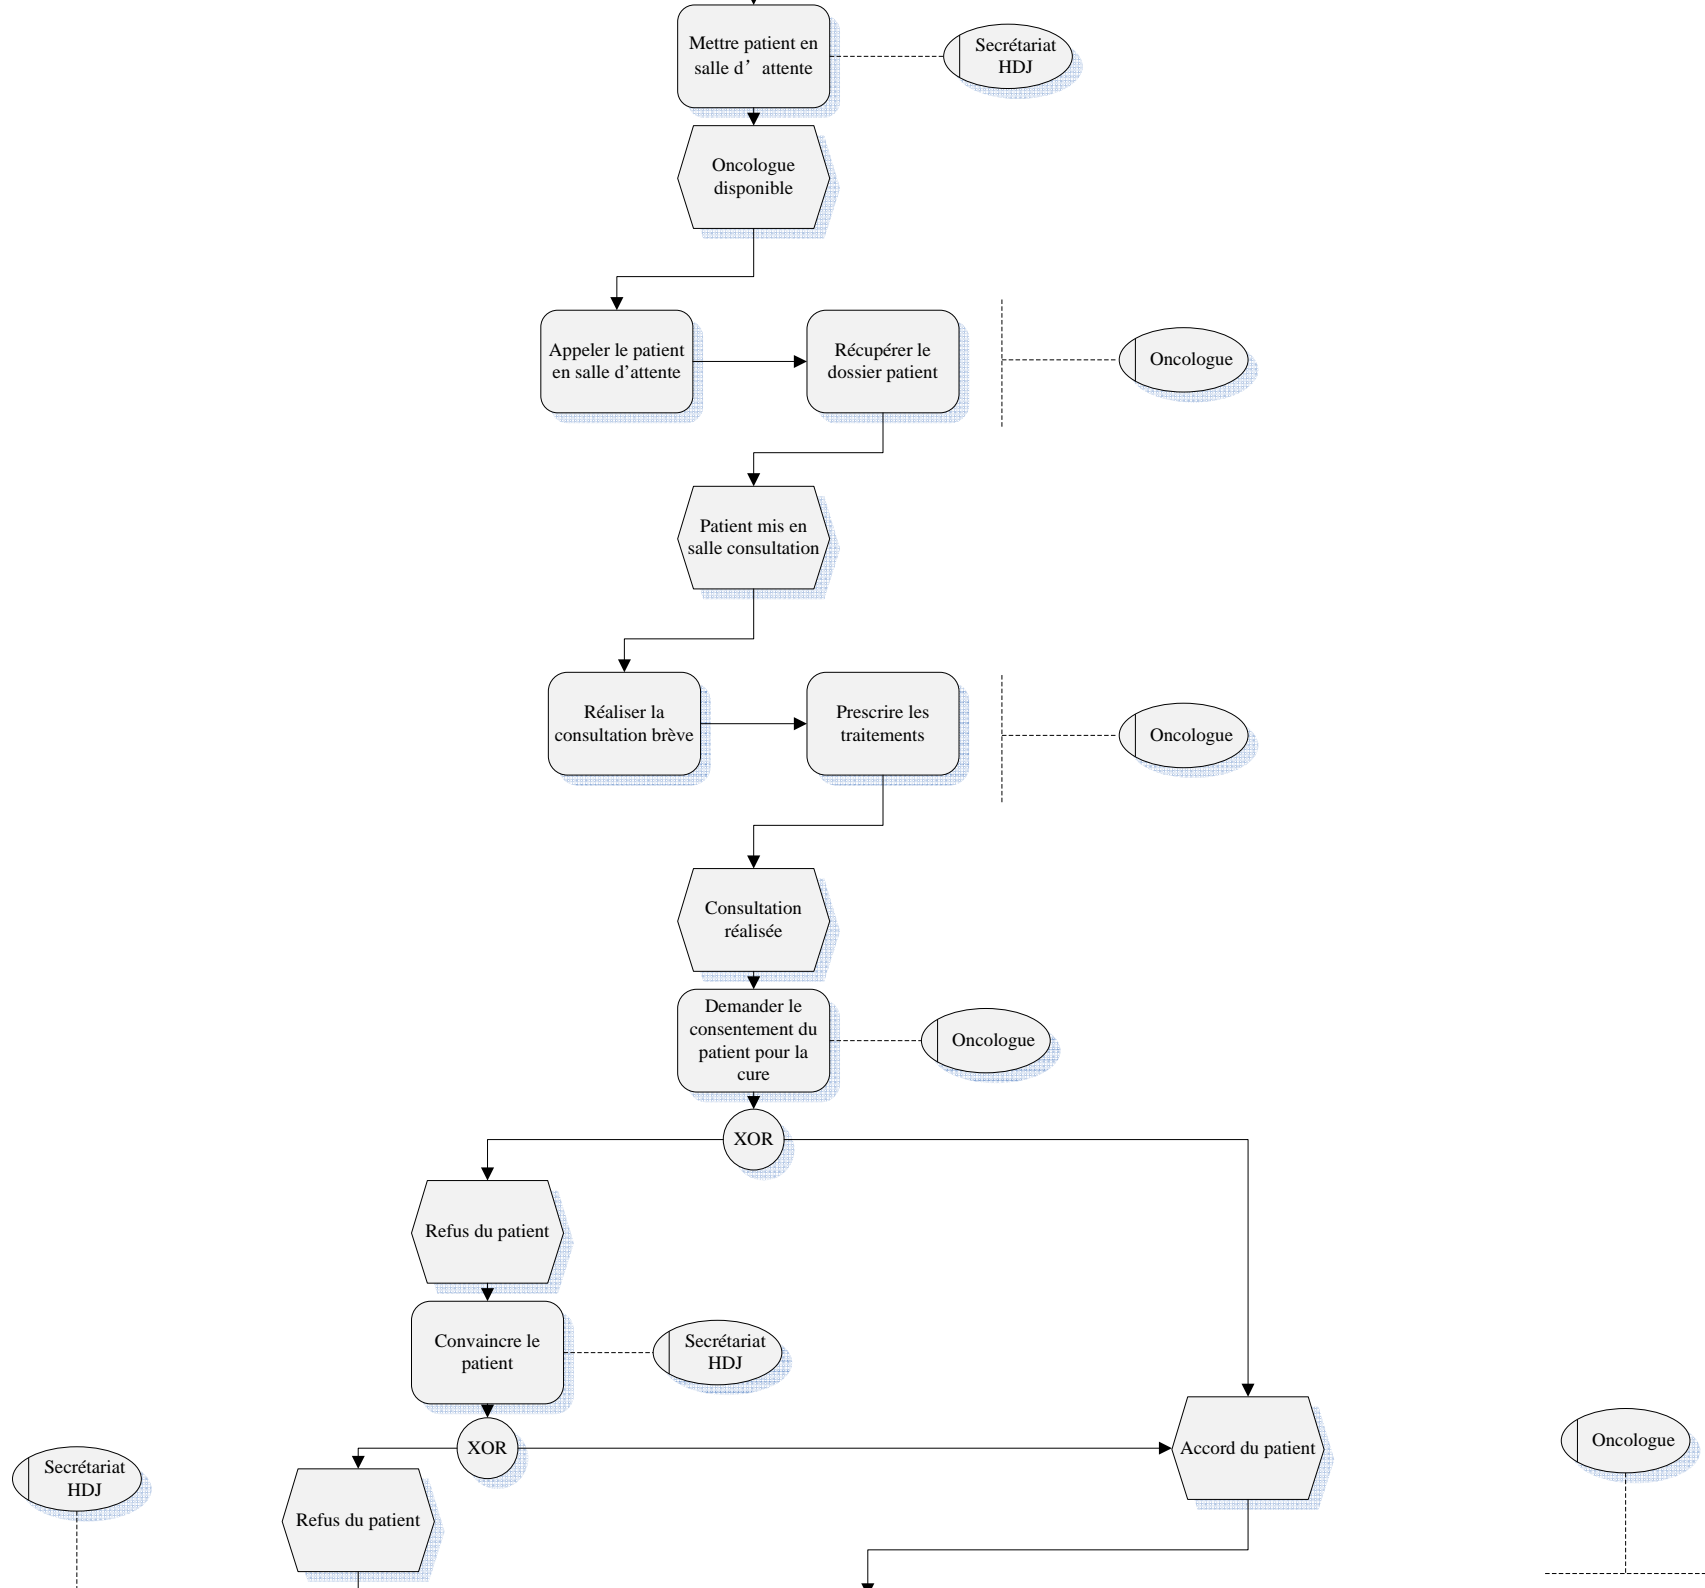 Mettre patient en
salle d’ attente
Secrétariat
HDJ
Oncologue
disponible
Appeler le patient
en salle d'attente
Récupérer le
dossier patient
Oncologue
Patient mis en
salle consultation
Réaliser la
consultation brève
Prescrire les
traitements
Oncologue
Consultation
réalisée
Demander le
consentement du
patient pour la
cure
Oncologue
XOR
Refus du patient
Convaincre le
patient
Secrétariat
HDJ
XOR
Accord du patient
Oncologue
Secrétariat
HDJ
Refus du patient